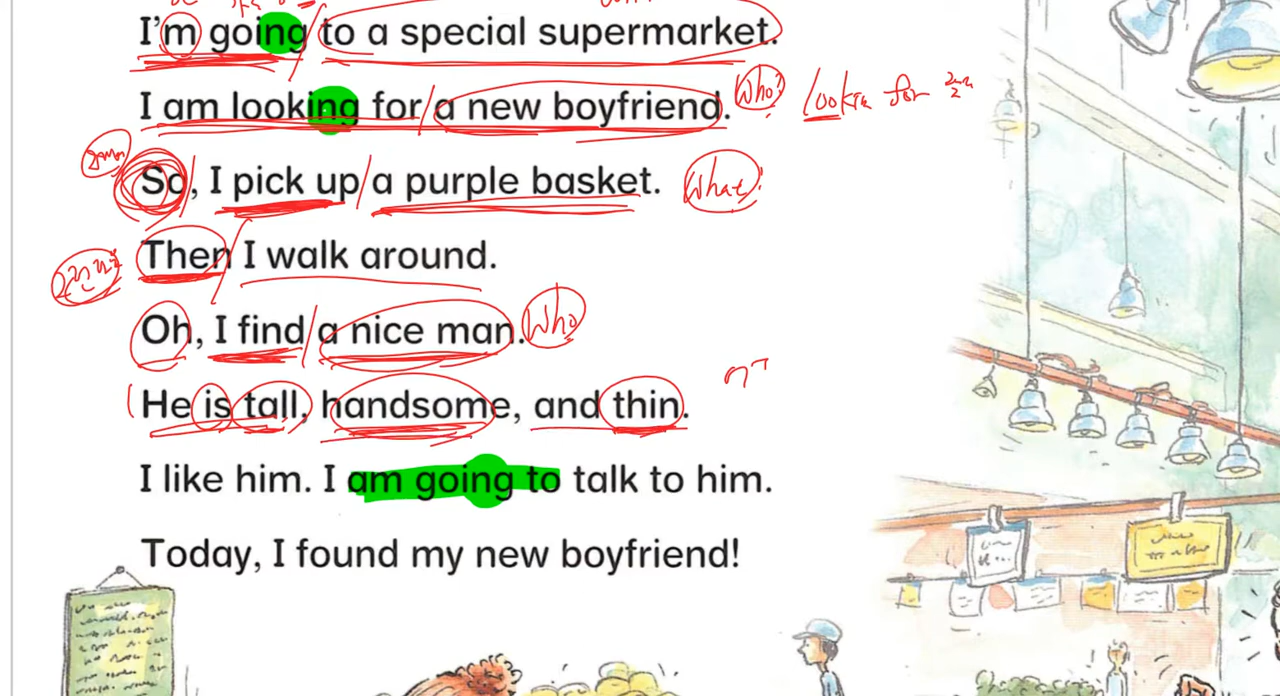 I'm going to a special supermarket.
I am looking for a new boyfriend. Who? Lookin for
So, I pick up a purple basket. What?
Then I walk around.
Oh, I find a nice man. Who
He is tall, handsome, and thin.
I like him. I am going to talk to him.
Today, I found my new boyfriend!